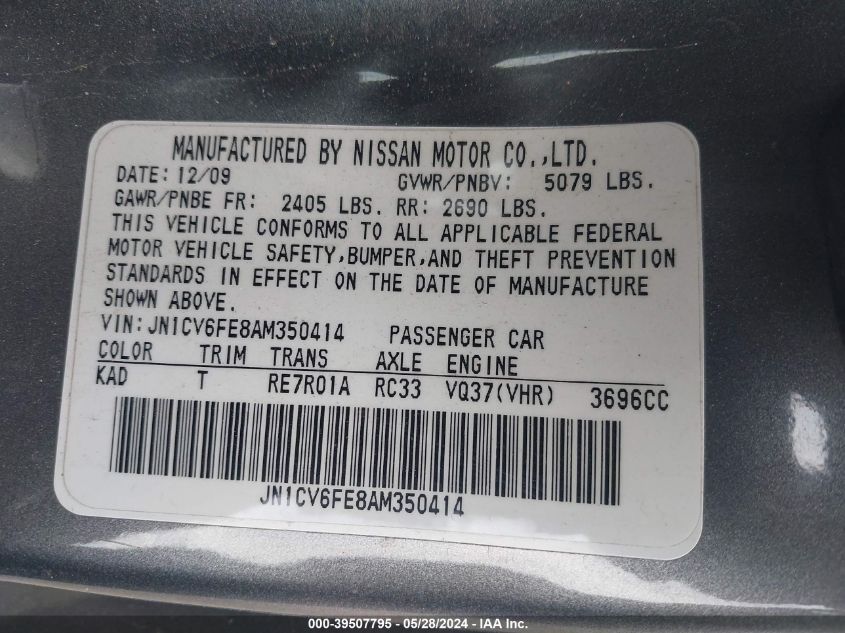 MANUFACTURED BY NISSAN MOTOR CO.,LTD.
DATE: 12/09 GVWR/PNBV: 5079 LBS.
GAWR/PNBE FR: 2405 LBS. RR: 2690 LBS.
THIS VEHICLE CONFORMS TO ALL APPLICABLE FEDERAL
MOTOR VEHICLE SAFETY,BUMPER,AND THEFT PREVENTION
STANDARDS IN EFFECT ON THE DATE OF MANUFACTURE
SHOWN ABOVE.
VIN: JN1CV6FE8AM350414 PASSENGER CAR
COLOR TRIM TRANS AXLE ENGINE
KAD T RE7R01A RC33 VQ37(VHR) 3696CC
JN1CV6FE8AM350414
000-39507795 - 05/28/2024 - IAA Inc.